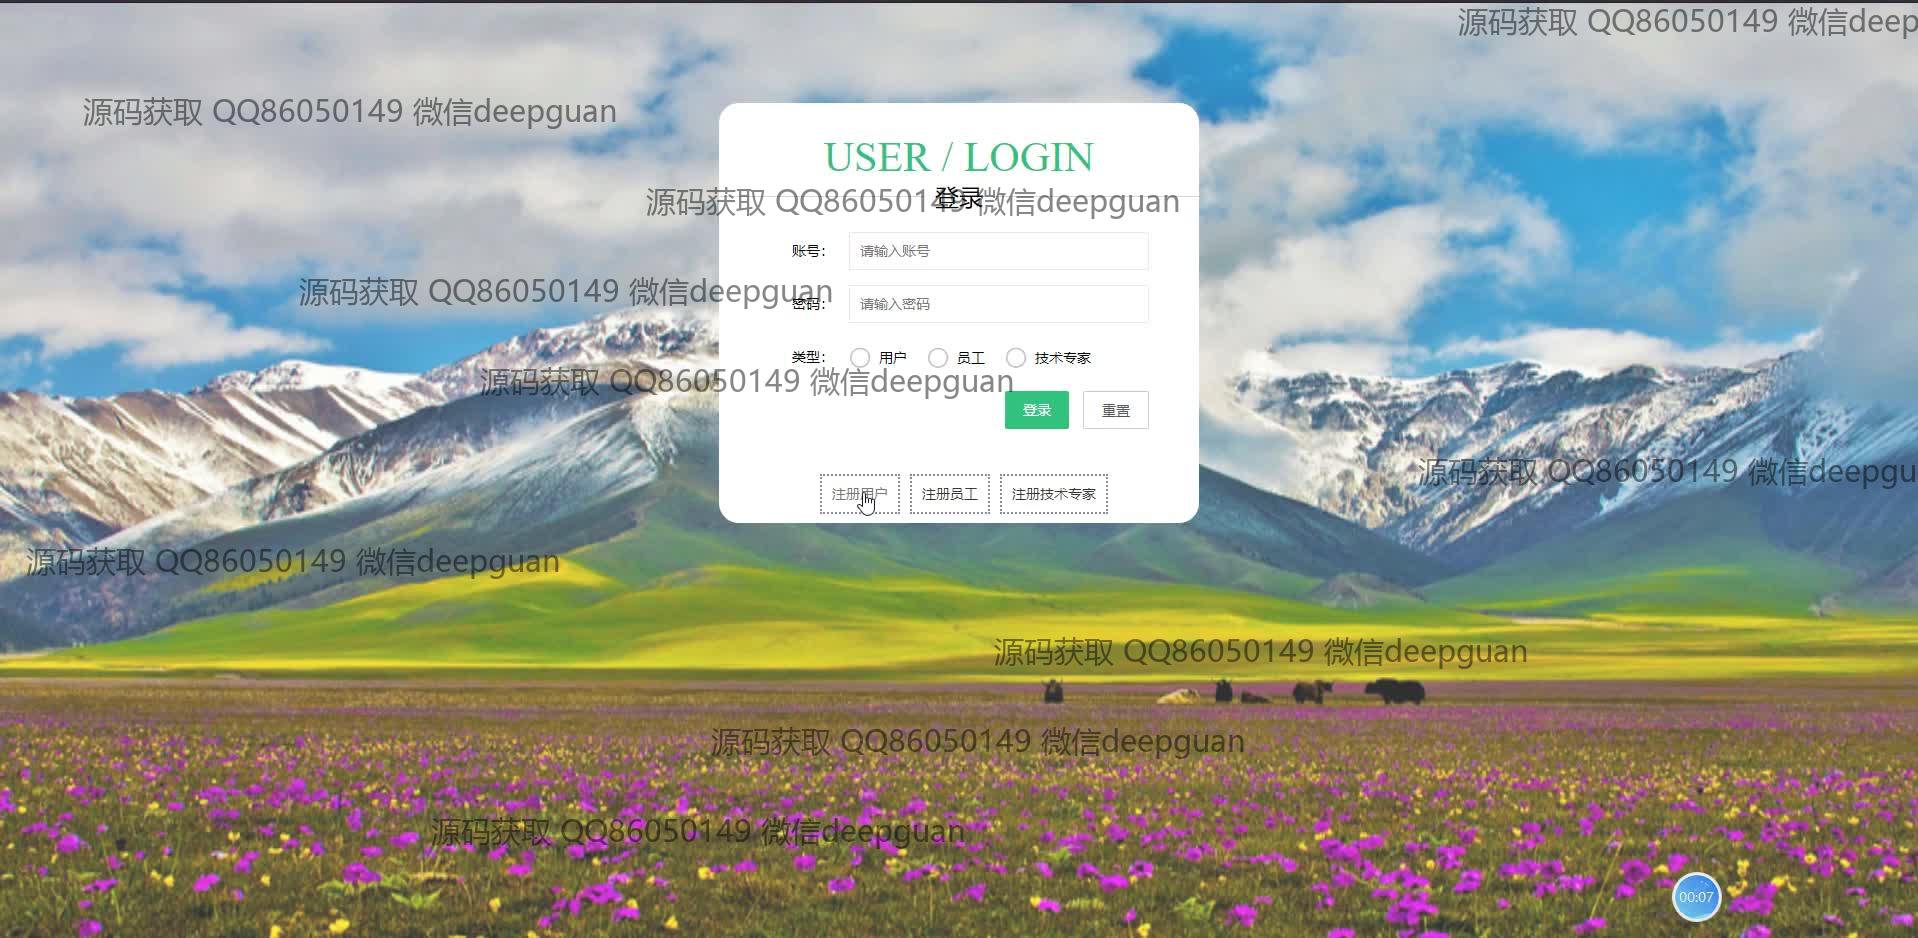 源码获取 QQ86050149 微信deep
源码获取 QQ86050149 微信deepguan
USER / LOGIN
登录
源码获取 QQ86050149 微信deepguan
账号：
请输入账号
源码获取 QQ86050149 微信deepguan
密码：
请输入密码
类型：
用户
员工
技术专家
源码获取 QQ86050149 微信deepguan
登录
重置
源码获取 QQ86050149 微信deepgu
注册用户
注册员工
注册技术专家
源码获取 QQ86050149 微信deepguan
源码获取 QQ86050149 微信deepguan
源码获取 QQ86050149 微信deepguan
源码获取 QQ86050149 微信deepguan
00:07